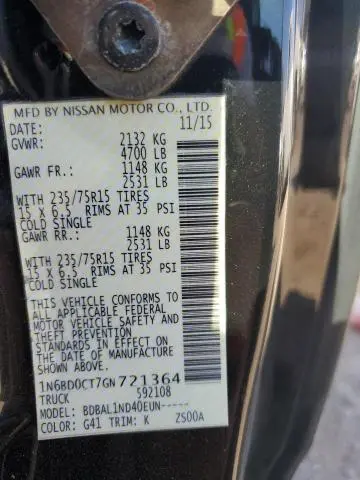 MFD BY NISSAN MOTOR CO., LTD.
DATE: 11/15
GVWR: 2132 KG
4700 LB
GAWR FR.: 1148 KG
2531 LB
WITH 235/75R15 TIRES
15 X 6.5 RIMS AT 35 PSI
COLD SINGLE
GAWR RR.: 1148 KG
2531 LB
WITH 235/75R15 TIRES
15 X 6.5 RIMS AT 35 PSI
COLD SINGLE
THIS VEHICLE CONFORMS TO
ALL APPLICABLE FEDERAL
MOTOR VEHICLE SAFETY
AND THEFT PREVENTION
STANDARDS IN EFFECT ON
THE DATE OF MANUFACTURE
SHOWN ABOVE.
1N6BD0CT7GN721364
TRUCK 592108
MODEL: BDBAL1ND40EUN-----
COLOR: G41 TRIM: K ZS00A